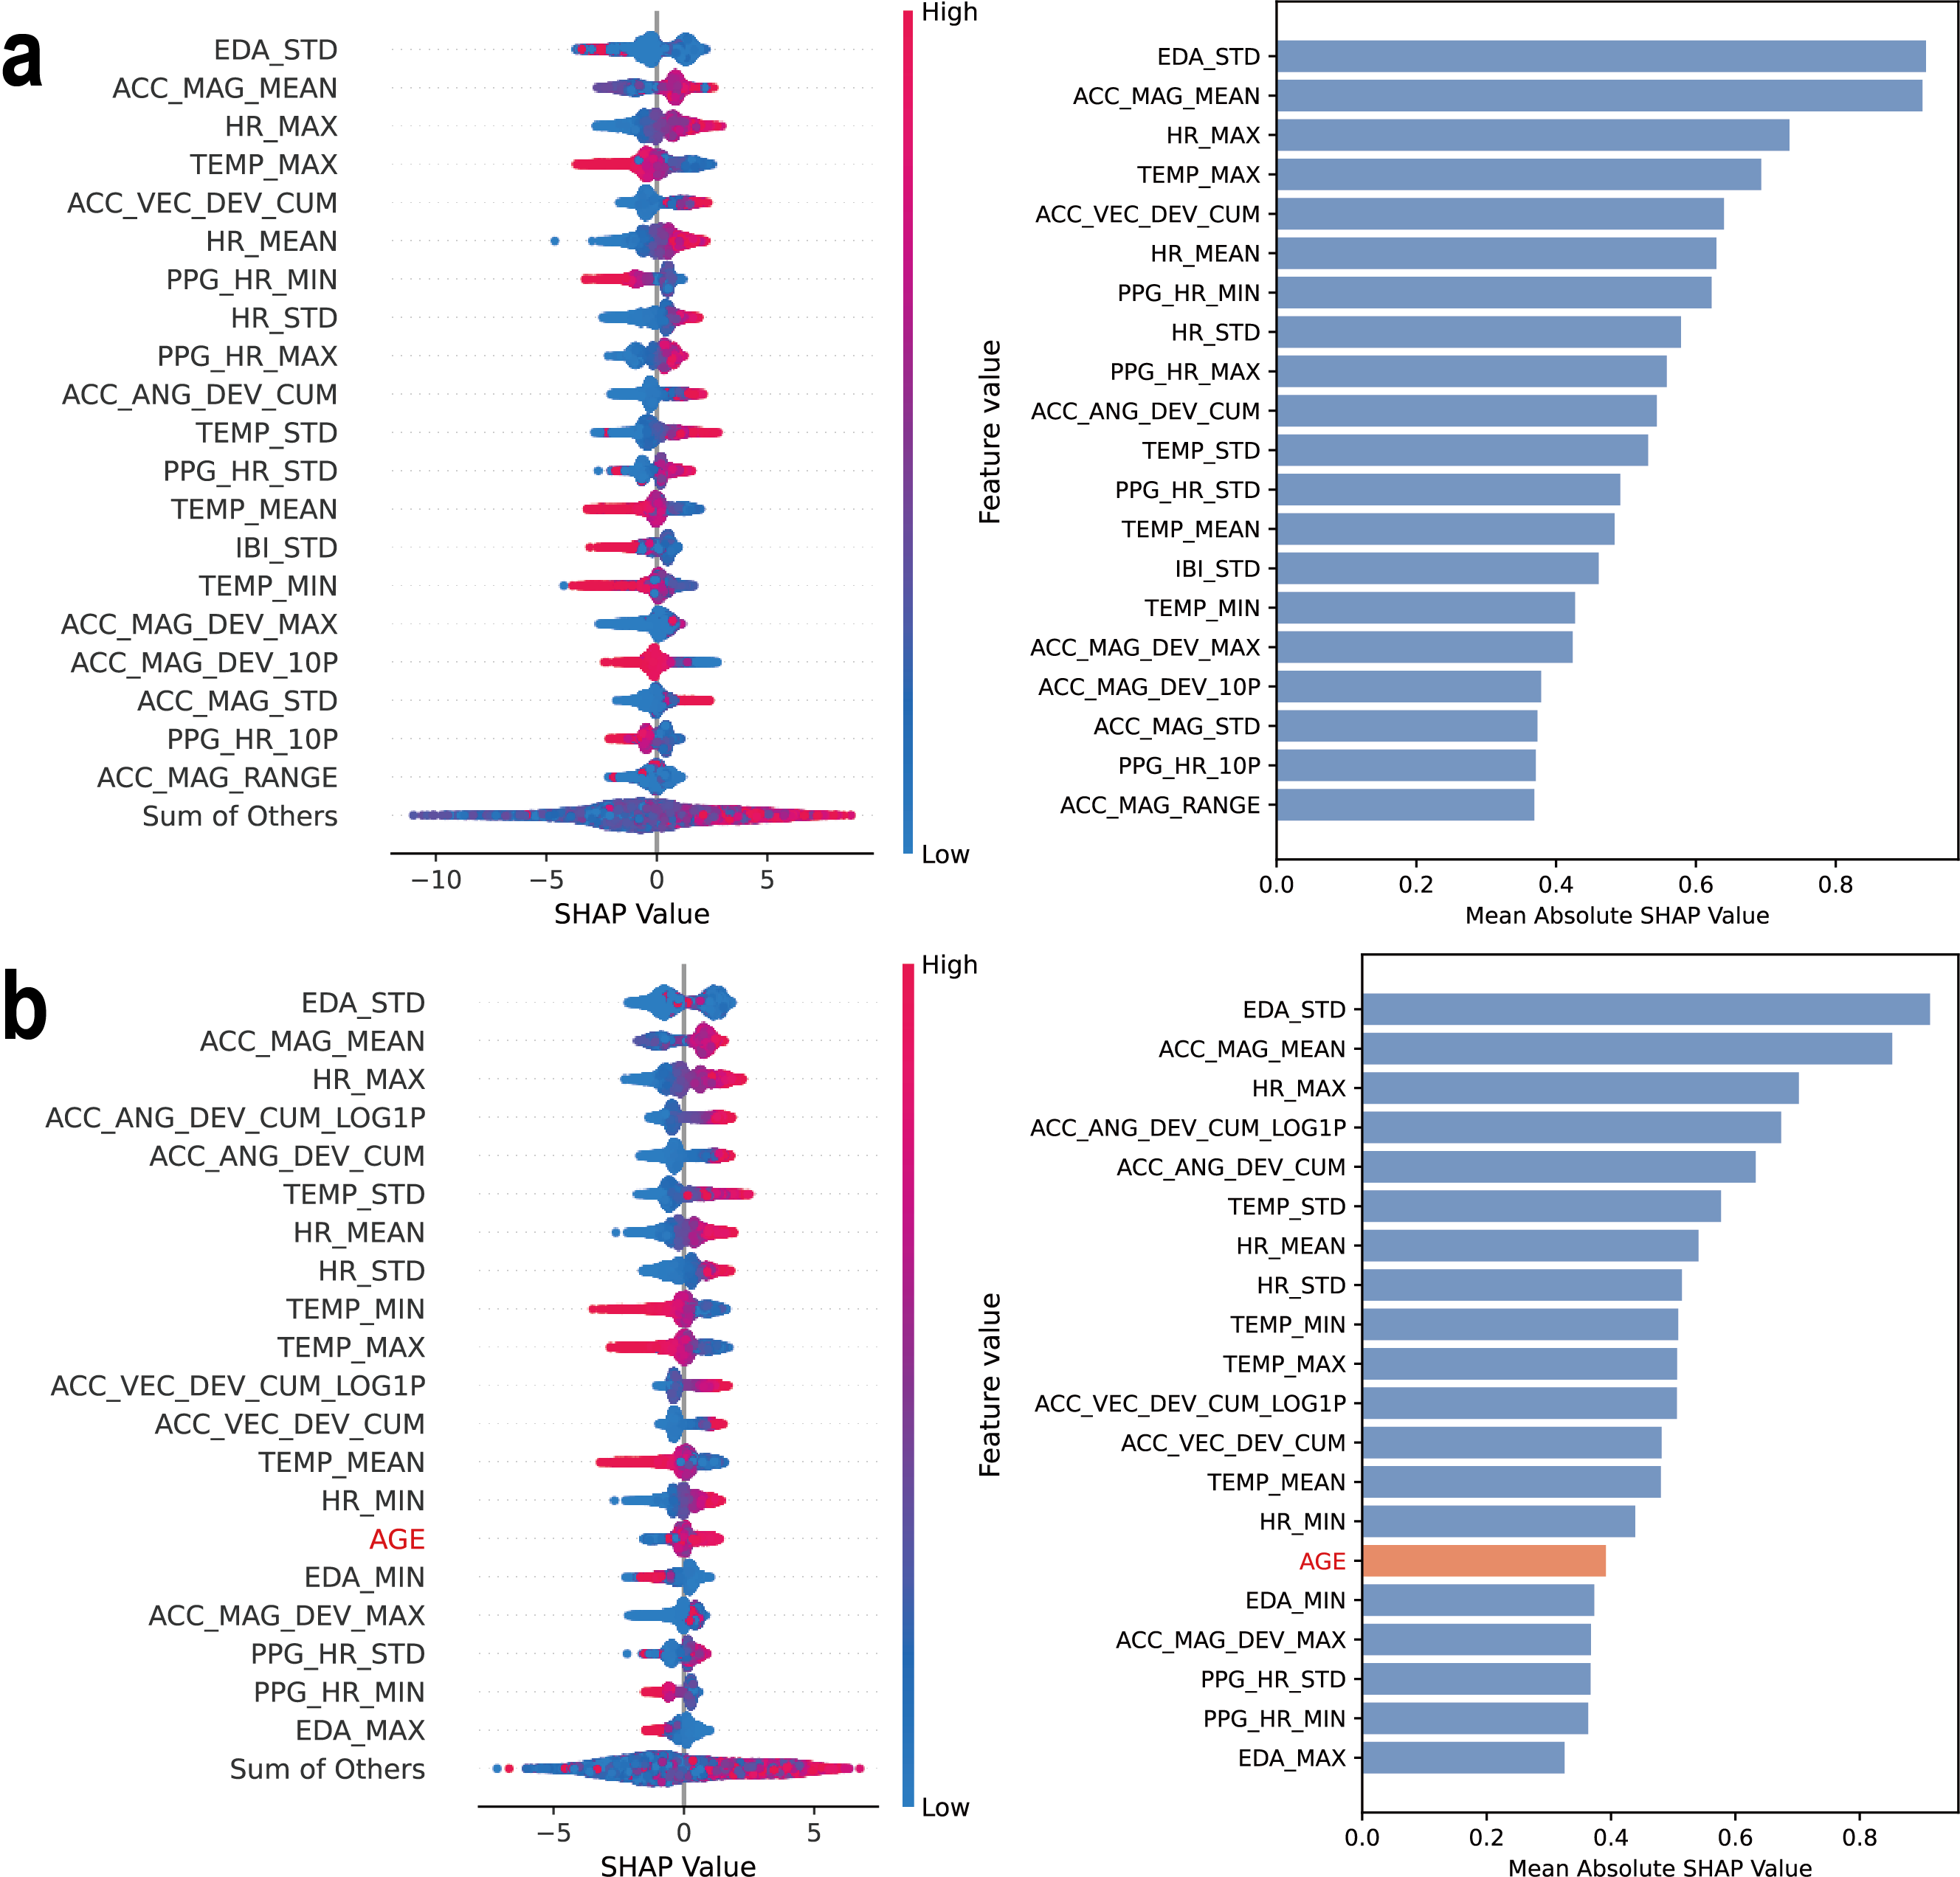 a
EDA_STD
ACC_MAG_MEAN
HR_MAX
TEMP_MAX
ACC_VEC_DEV_CUM
HR_MEAN
PPG_HR_MIN
HR_STD
PPG_HR_MAX
ACC_ANG_DEV_CUM
TEMP_STD
PPG_HR_STD
TEMP_MEAN
IBI_STD
TEMP_MIN
ACC_MAG_DEV_MAX
ACC_MAG_DEV_10P
ACC_MAG_STD
PPG_HR_10P
ACC_MAG_RANGE
Sum of Others
−10 −5 0 5
SHAP Value
High
Feature value
Low
EDA_STD
ACC_MAG_MEAN
HR_MAX
TEMP_MAX
ACC_VEC_DEV_CUM
HR_MEAN
PPG_HR_MIN
HR_STD
PPG_HR_MAX
ACC_ANG_DEV_CUM
TEMP_STD
PPG_HR_STD
TEMP_MEAN
IBI_STD
TEMP_MIN
ACC_MAG_DEV_MAX
ACC_MAG_DEV_10P
ACC_MAG_STD
PPG_HR_10P
ACC_MAG_RANGE
0.0 0.2 0.4 0.6 0.8
Mean Absolute SHAP Value
b
EDA_STD
ACC_MAG_MEAN
HR_MAX
ACC_ANG_DEV_CUM_LOG1P
ACC_ANG_DEV_CUM
TEMP_STD
HR_MEAN
HR_STD
TEMP_MIN
TEMP_MAX
ACC_VEC_DEV_CUM_LOG1P
ACC_VEC_DEV_CUM
TEMP_MEAN
HR_MIN
AGE
EDA_MIN
ACC_MAG_DEV_MAX
PPG_HR_STD
PPG_HR_MIN
EDA_MAX
Sum of Others
−5 0 5
SHAP Value
High
Feature value
Low
EDA_STD
ACC_MAG_MEAN
HR_MAX
ACC_ANG_DEV_CUM_LOG1P
ACC_ANG_DEV_CUM
TEMP_STD
HR_MEAN
HR_STD
TEMP_MIN
TEMP_MAX
ACC_VEC_DEV_CUM_LOG1P
ACC_VEC_DEV_CUM
TEMP_MEAN
HR_MIN
AGE
EDA_MIN
ACC_MAG_DEV_MAX
PPG_HR_STD
PPG_HR_MIN
EDA_MAX
0.0 0.2 0.4 0.6 0.8
Mean Absolute SHAP Value